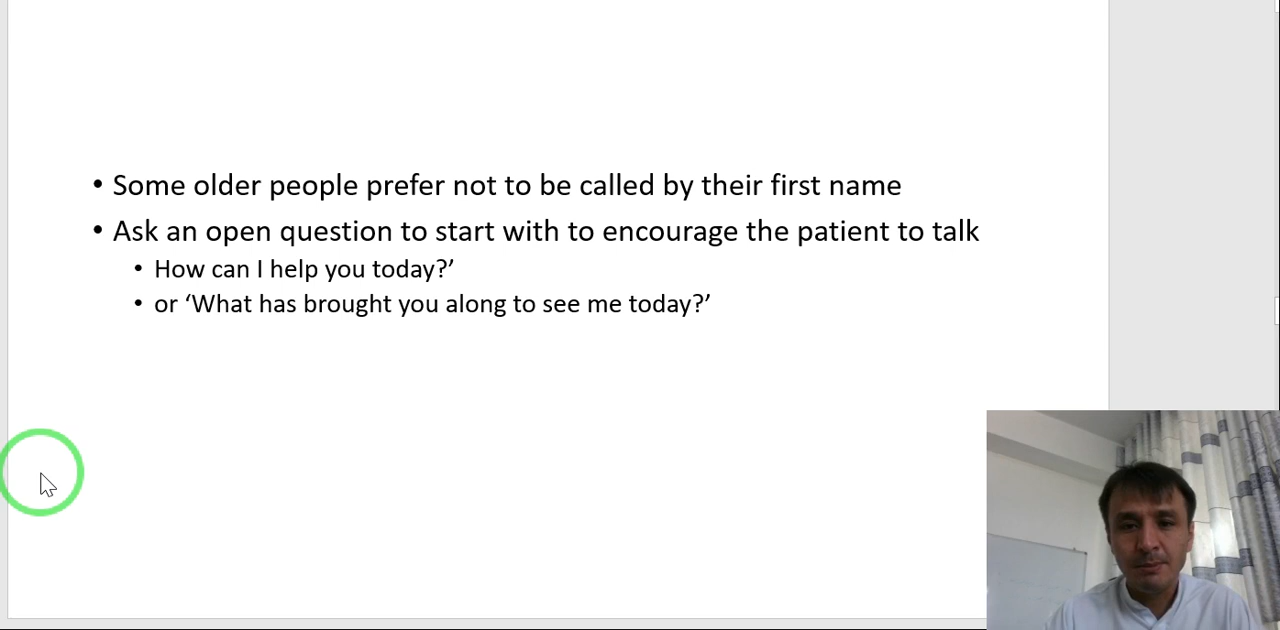 • Some older people prefer not to be called by their first name
• Ask an open question to start with to encourage the patient to talk
• How can I help you today?’
• or ‘What has brought you along to see me today?’